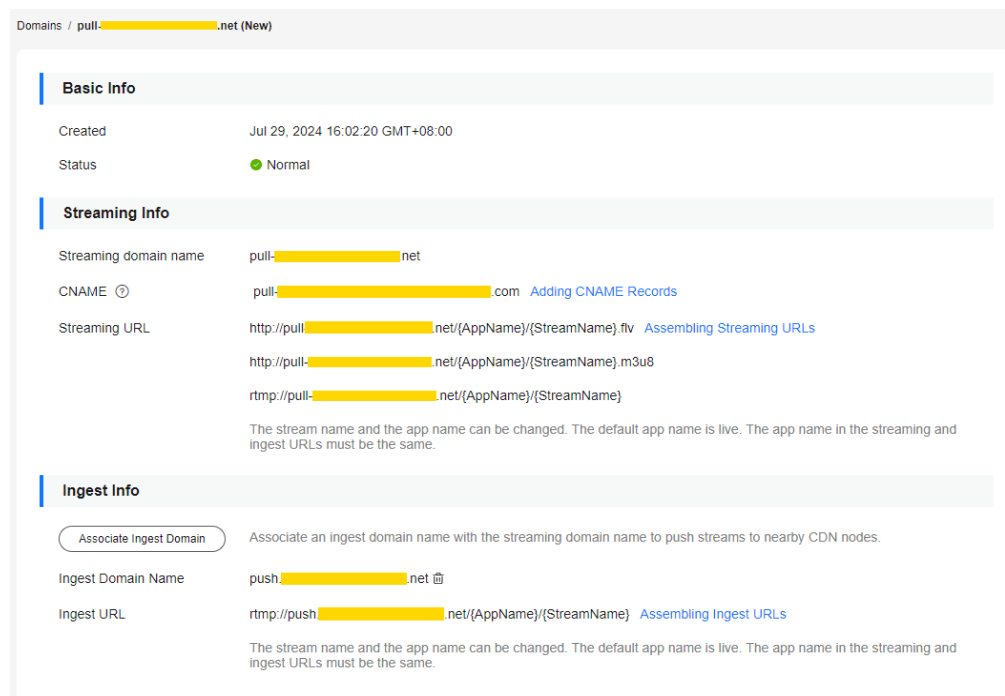 Domains / pull- .net (New)
Basic Info
Created Jul 29, 2024 16:02:20 GMT+08:00
Status Normal
Streaming Info
Streaming domain name pull- net
CNAME ? pull- .com Adding CNAME Records
Streaming URL http://pull- .net/{AppName}/{StreamName}.flv Assembling Streaming URLs
http://pull- .net/{AppName}/{StreamName}.m3u8
rtmp://pull- .net/{AppName}/{StreamName}
The stream name and the app name can be changed. The default app name is live. The app name in the streaming and
ingest URLs must be the same.
Ingest Info
Associate Ingest Domain Associate an ingest domain name with the streaming domain name to push streams to nearby CDN nodes.
Ingest Domain Name push. .net
Ingest URL rtmp://push. .net/{AppName}/{StreamName} Assembling Ingest URLs
The stream name and the app name can be changed. The default app name is live. The app name in the streaming and
ingest URLs must be the same.